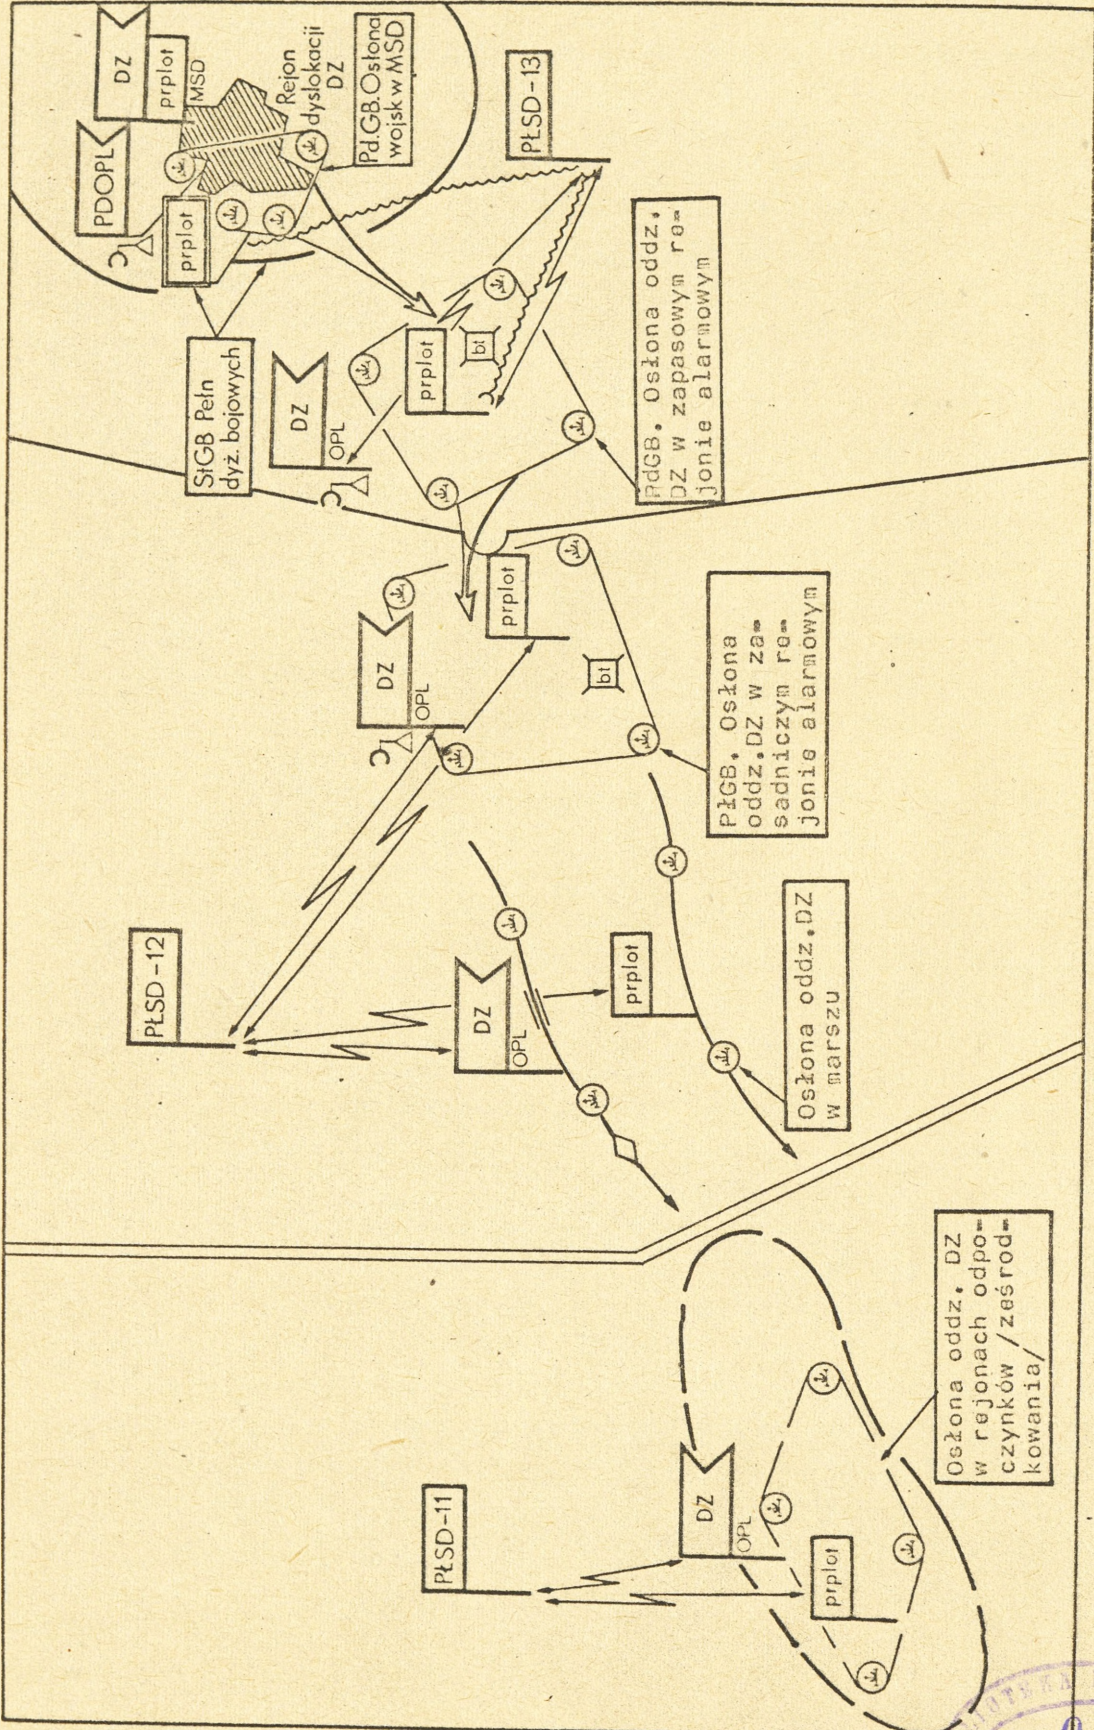 PŁSD-11
DZ
OPL
prplot
Osłona oddz. DZ
w rejonach odpo-
czynków /ześrod-
kowania/
PŁSD-12
DZ
OPL
prplot
Osłona oddz.DZ
w marszu
DZ
OPL
prplot
bt
PłGB. Osłona
oddz.DZ w za-
sadniczym re-
jonie alarmowym
StGB Pełn
dyż. bojowych
DZ
OPL
prplot
bt
PdGB. Osłona oddz.
DZ w zapasowym re-
jonie alarmowym
PDOPL
prplot
DZ
prplot
MSD
Rejon
dyslokacji
DZ
Pd.GB.Osłona
wojsk w MSD
PŁSD-13